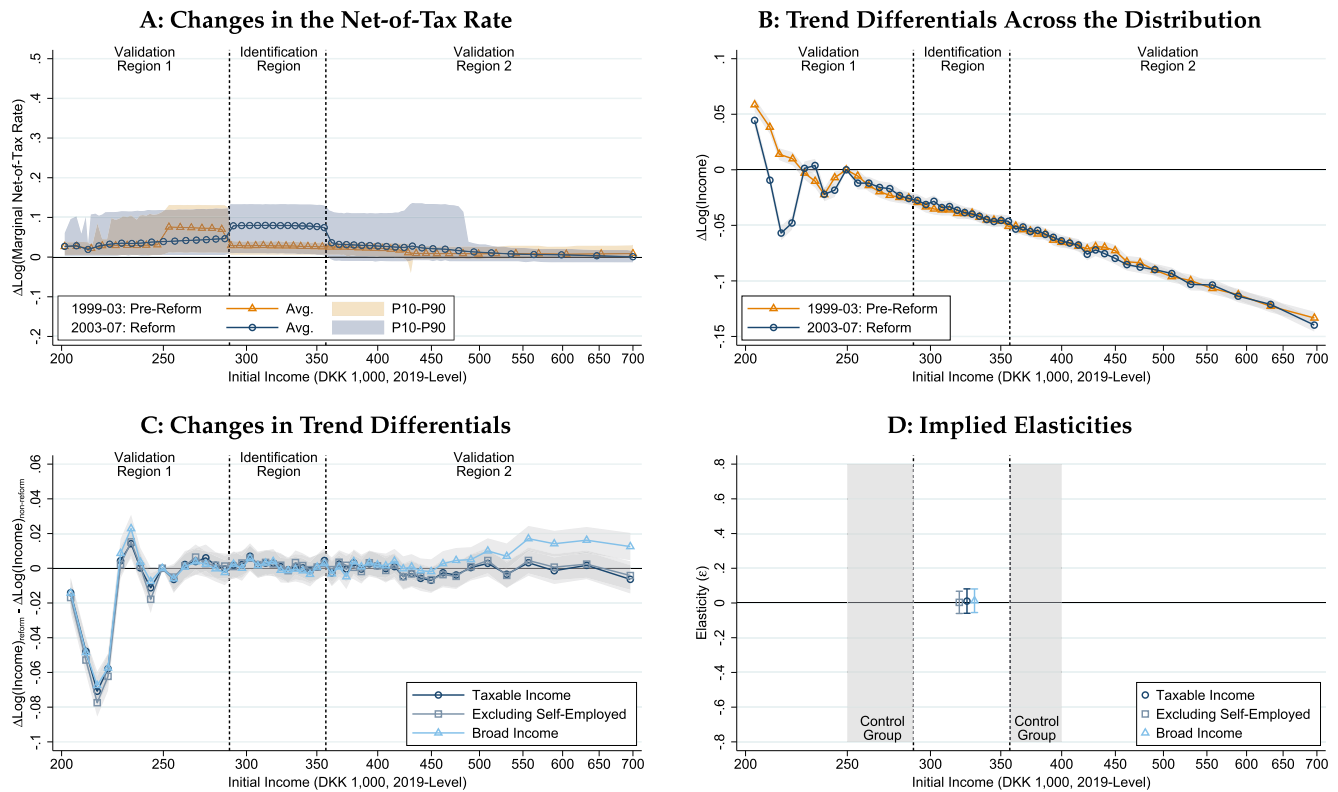 A: Changes in the Net-of-Tax Rate
Validation
Region 1
Identification
Region
Validation
Region 2
ΔLog(Marginal Net-of-Tax Rate)
.5
.4
.3
.2
.1
0
-.1
-.2
1999-03: Pre-Reform Avg. P10-P90
2003-07: Reform Avg. P10-P90
200 250 300 350 400 450 500 550 600 650 700
Initial Income (DKK 1,000, 2019-Level)
B: Trend Differentials Across the Distribution
Validation
Region 1
Identification
Region
Validation
Region 2
ΔLog(Income)
.1
.05
0
-.05
-.1
-.15
1999-03: Pre-Reform
2003-07: Reform
200 250 300 350 400 450 500 550 600 650 700
Initial Income (DKK 1,000, 2019-Level)
C: Changes in Trend Differentials
Validation
Region 1
Identification
Region
Validation
Region 2
ΔLog(Income)reform - ΔLog(Income)non-reform
.06
.04
.02
0
-.02
-.04
-.06
-.08
-.1
Taxable Income
Excluding Self-Employed
Broad Income
200 250 300 350 400 450 500 550 600 650 700
Initial Income (DKK 1,000, 2019-Level)
D: Implied Elasticities
Elasticity (ε)
.8
.6
.4
.2
0
-.2
-.4
-.6
-.8
Control
Group
Control
Group
Taxable Income
Excluding Self-Employed
Broad Income
200 250 300 350 400 450 500 550 600 650 700
Initial Income (DKK 1,000, 2019-Level)